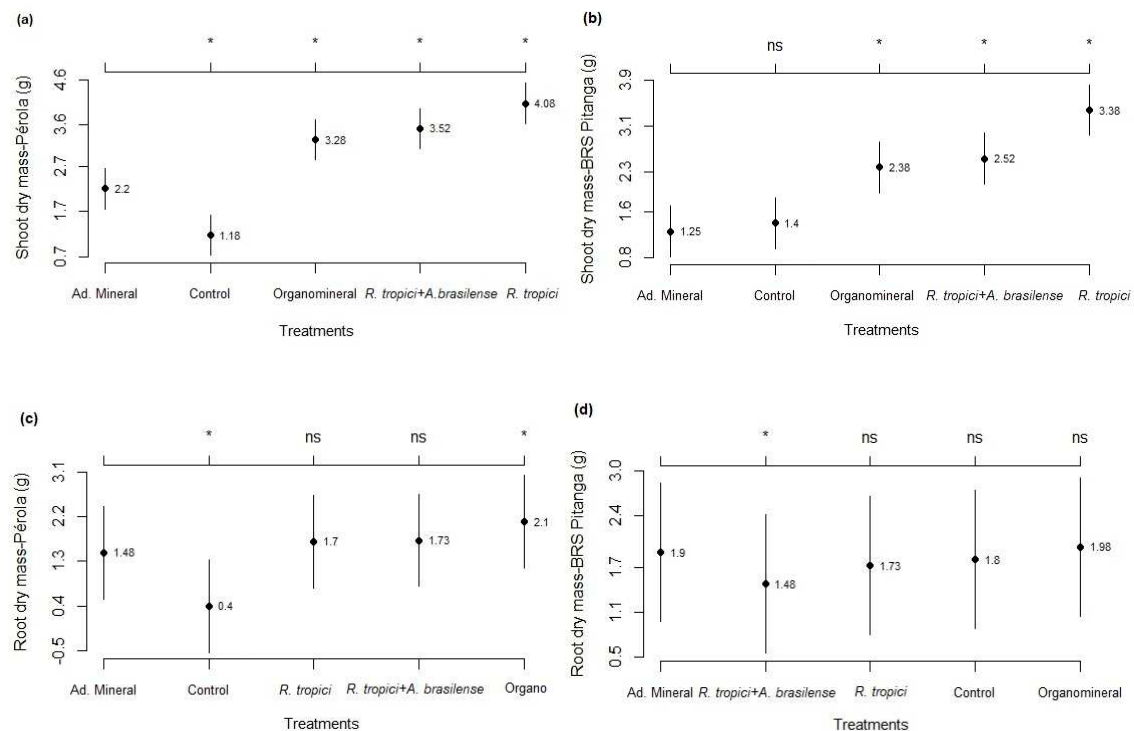 (a)
* * * *
Shoot dry mass-Pérola (g)
4.6
3.6
2.7
1.7
0.7
2.2
1.18
3.28
3.52
4.08
Ad. Mineral Control Organomineral R. tropici+A.brasilense R. tropici
Treatments
(b)
ns * * *
Shoot dry mass-BRS Pitanga (g)
3.9
3.1
2.3
1.6
0.8
1.25
1.4
2.38
2.52
3.38
Ad. Mineral Control Organomineral R. tropici+A. brasilense R. tropici
Treatments
(c)
* ns ns *
Root dry mass-Pérola (g)
3.1
2.2
1.3
0.4
-0.5
1.48
0.4
1.7
1.73
2.1
Ad. Mineral Control R. tropici R. tropici+A. brasilense Organo
Treatments
(d)
* ns ns ns
Root dry mass-BRS Pitanga (g)
3.0
2.4
1.7
1.1
0.5
1.9
1.48
1.73
1.8
1.98
Ad. Mineral R. tropici+A. brasilense R. tropici Control Organomineral
Treatments